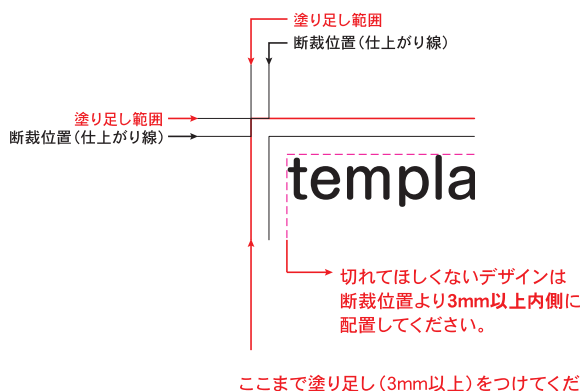 塗り足し範囲
断裁位置(仕上がり線)
塗り足し範囲
断裁位置(仕上がり線)
templa
切れてほしくないデザインは
断裁位置より3mm以上内側に
配置してください。
ここまで塗り足し(3mm以上)をつけてくだ